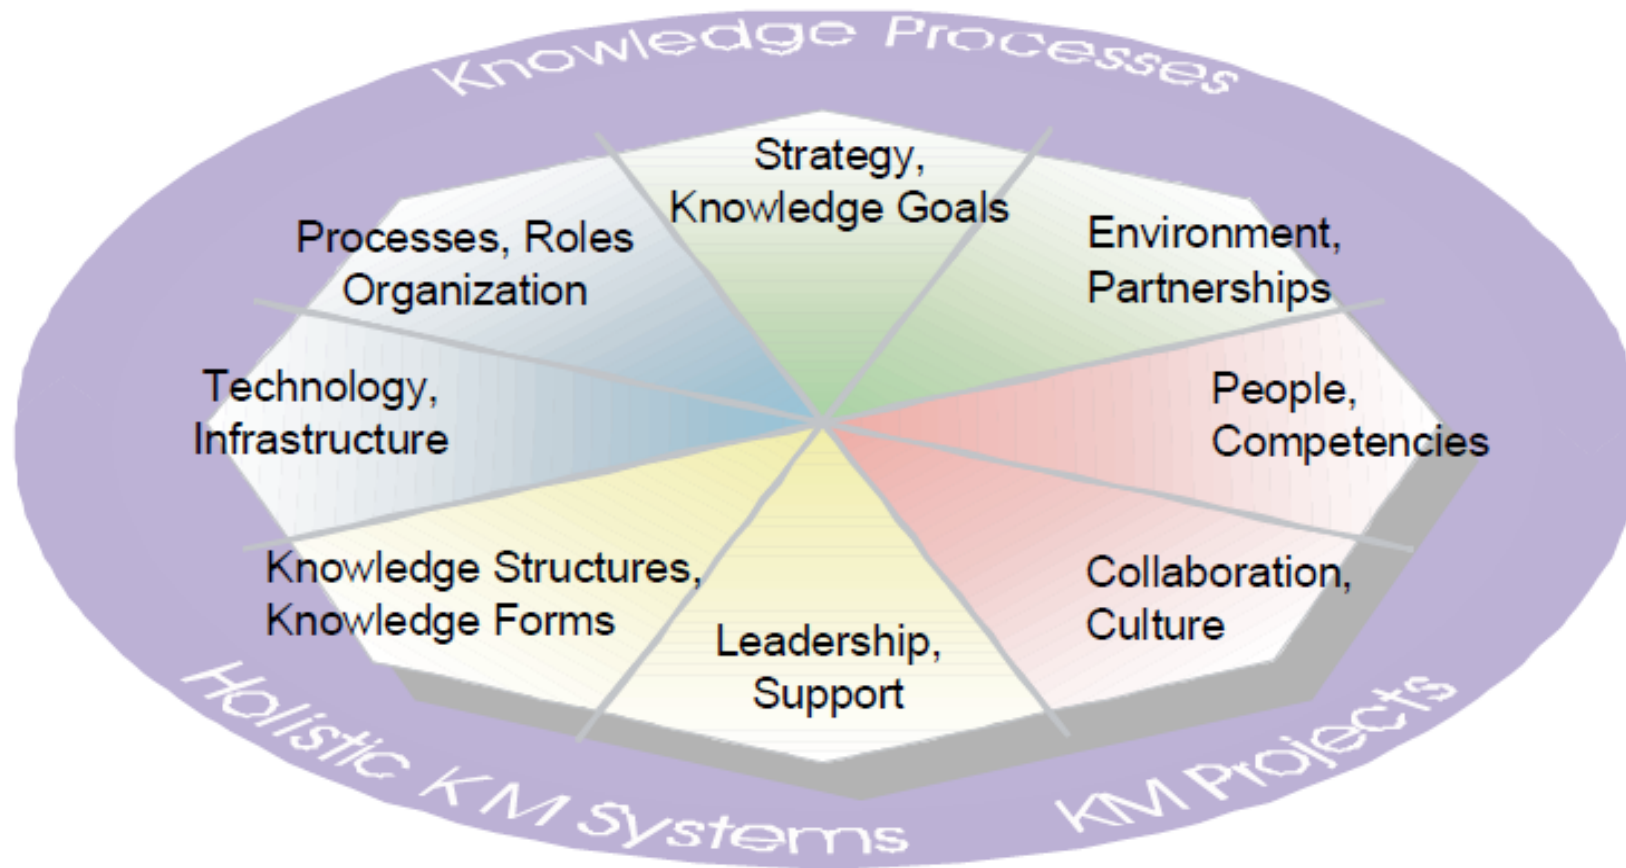 Knowledge Processes
Strategy,
Knowledge Goals
Environment,
Partnerships
People,
Competencies
Collaboration,
Culture
Leadership,
Support
Knowledge Structures,
Knowledge Forms
Technology,
Infrastructure
Processes, Roles
Organization
Holistic KM Systems
KM Projects